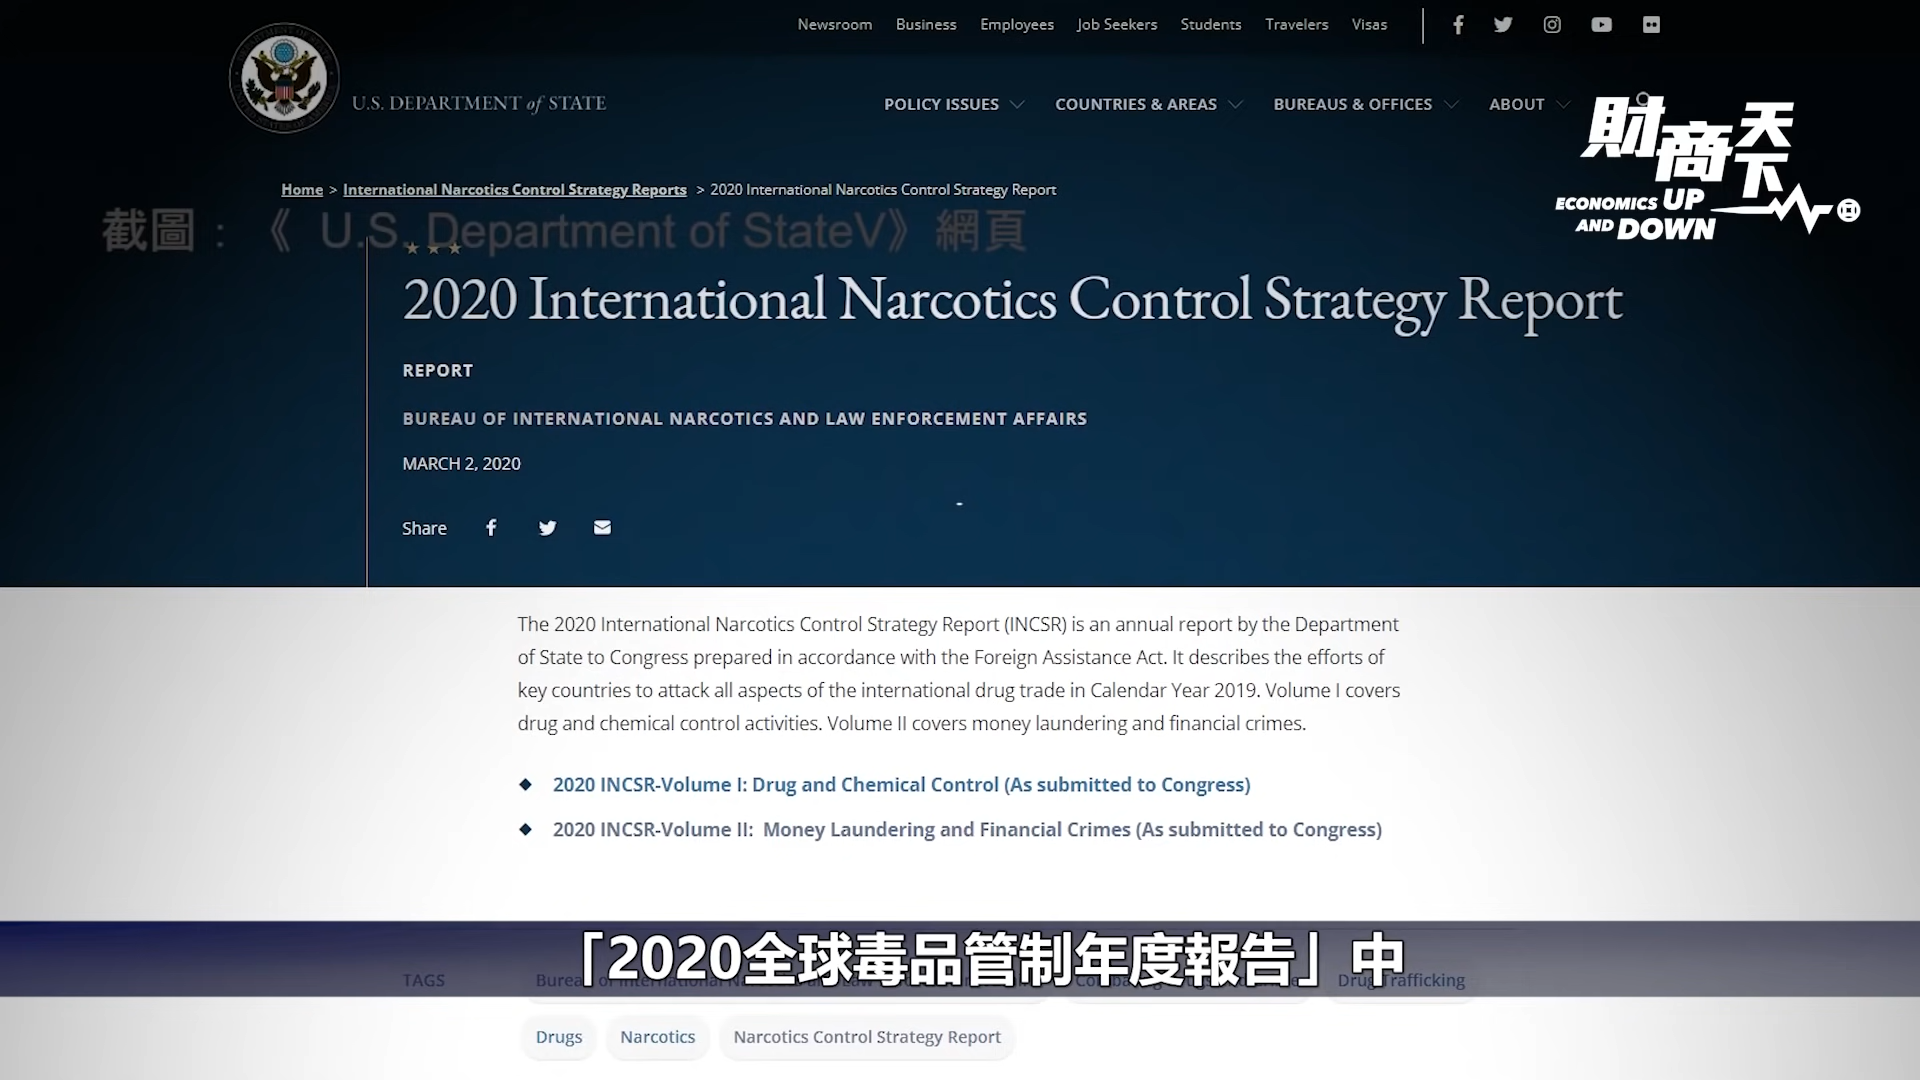 Newsroom Business Employees Job Seekers Students Travelers Visas
U.S. DEPARTMENT of STATE
POLICY ISSUES COUNTRIES & AREAS BUREAUS & OFFICES ABOUT
財商天下
ECONOMICS UP
AND DOWN
Home > International Narcotics Control Strategy Reports > 2020 International Narcotics Control Strategy Report
截圖：《 U.S. Department of StateV》網頁
2020 International Narcotics Control Strategy Report
REPORT
BUREAU OF INTERNATIONAL NARCOTICS AND LAW ENFORCEMENT AFFAIRS
MARCH 2, 2020
Share
The 2020 International Narcotics Control Strategy Report (INCSR) is an annual report by the Department
of State to Congress prepared in accordance with the Foreign Assistance Act. It describes the efforts of
key countries to attack all aspects of the international drug trade in Calendar Year 2019. Volume I covers
drug and chemical control activities. Volume II covers money laundering and financial crimes.
2020 INCSR-Volume I: Drug and Chemical Control (As submitted to Congress)
2020 INCSR-Volume II: Money Laundering and Financial Crimes (As submitted to Congress)
「2020全球毒品管制年度報告」中
TAGS Drug Trafficking
Drugs Narcotics Narcotics Control Strategy Report